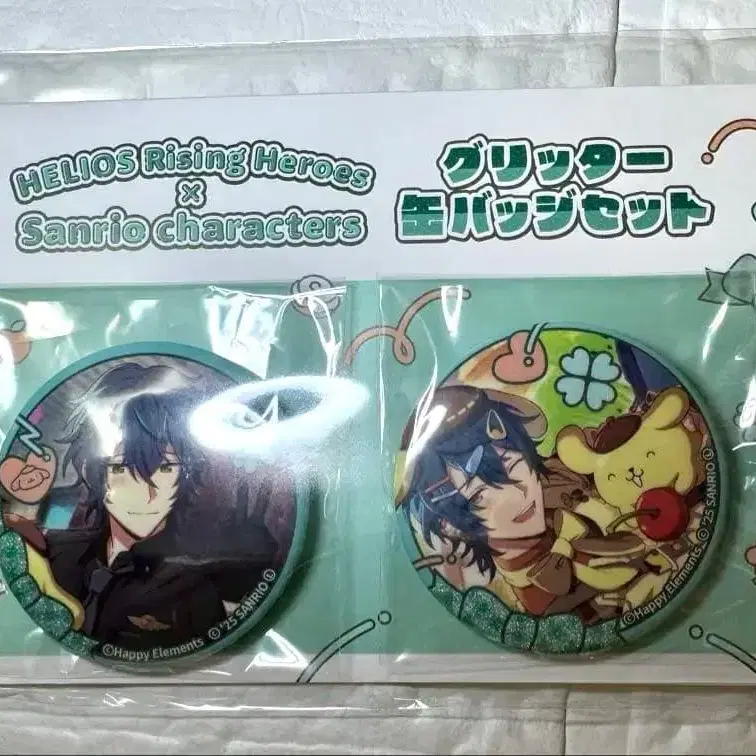 HELIOS Rising Heroes
×
Sanrio characters
グリッター
缶バッジセット
©Happy Elements © '25 SANRIO Ⓛ
©Happy Elements © '25 SANRIO Ⓛ